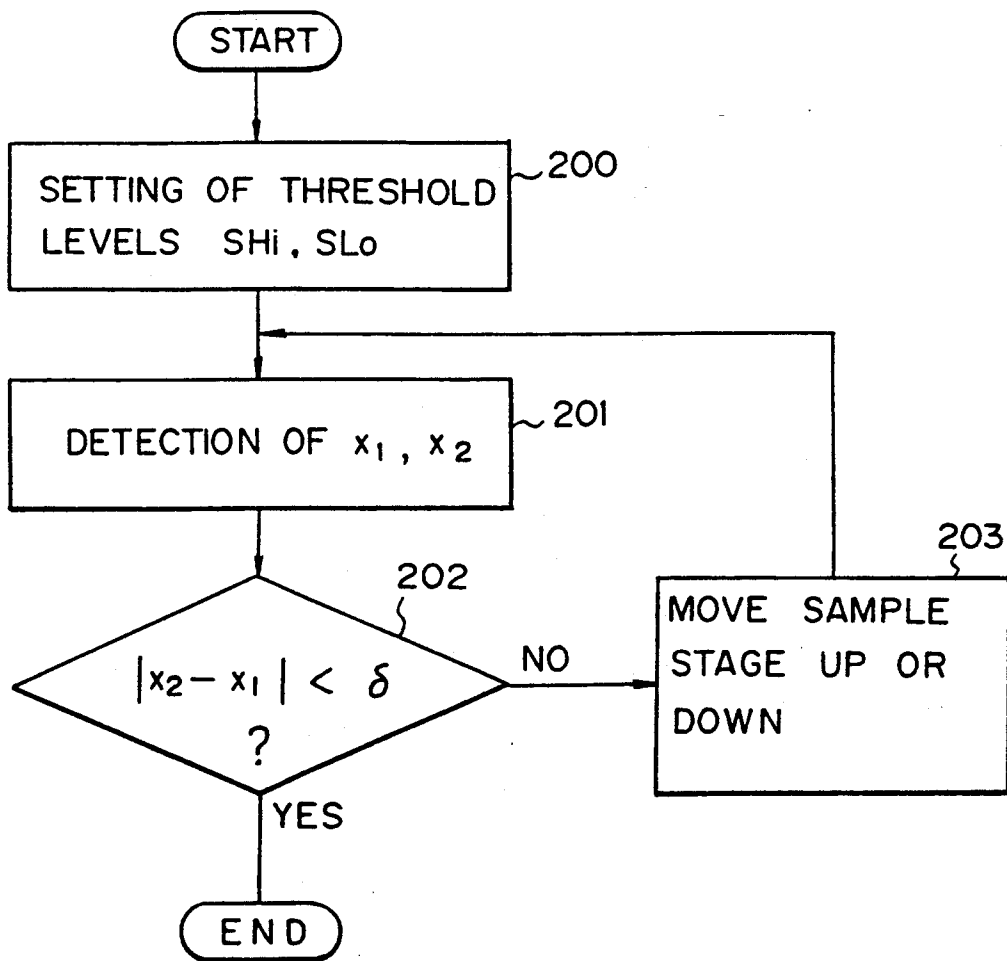 START
200
SETTING OF THRESHOLD
LEVELS SHi, SLo
201
DETECTION OF x₁, x₂
202
|x₂ - x₁| < δ
?
NO
YES
203
MOVE SAMPLE
STAGE UP OR
DOWN
END